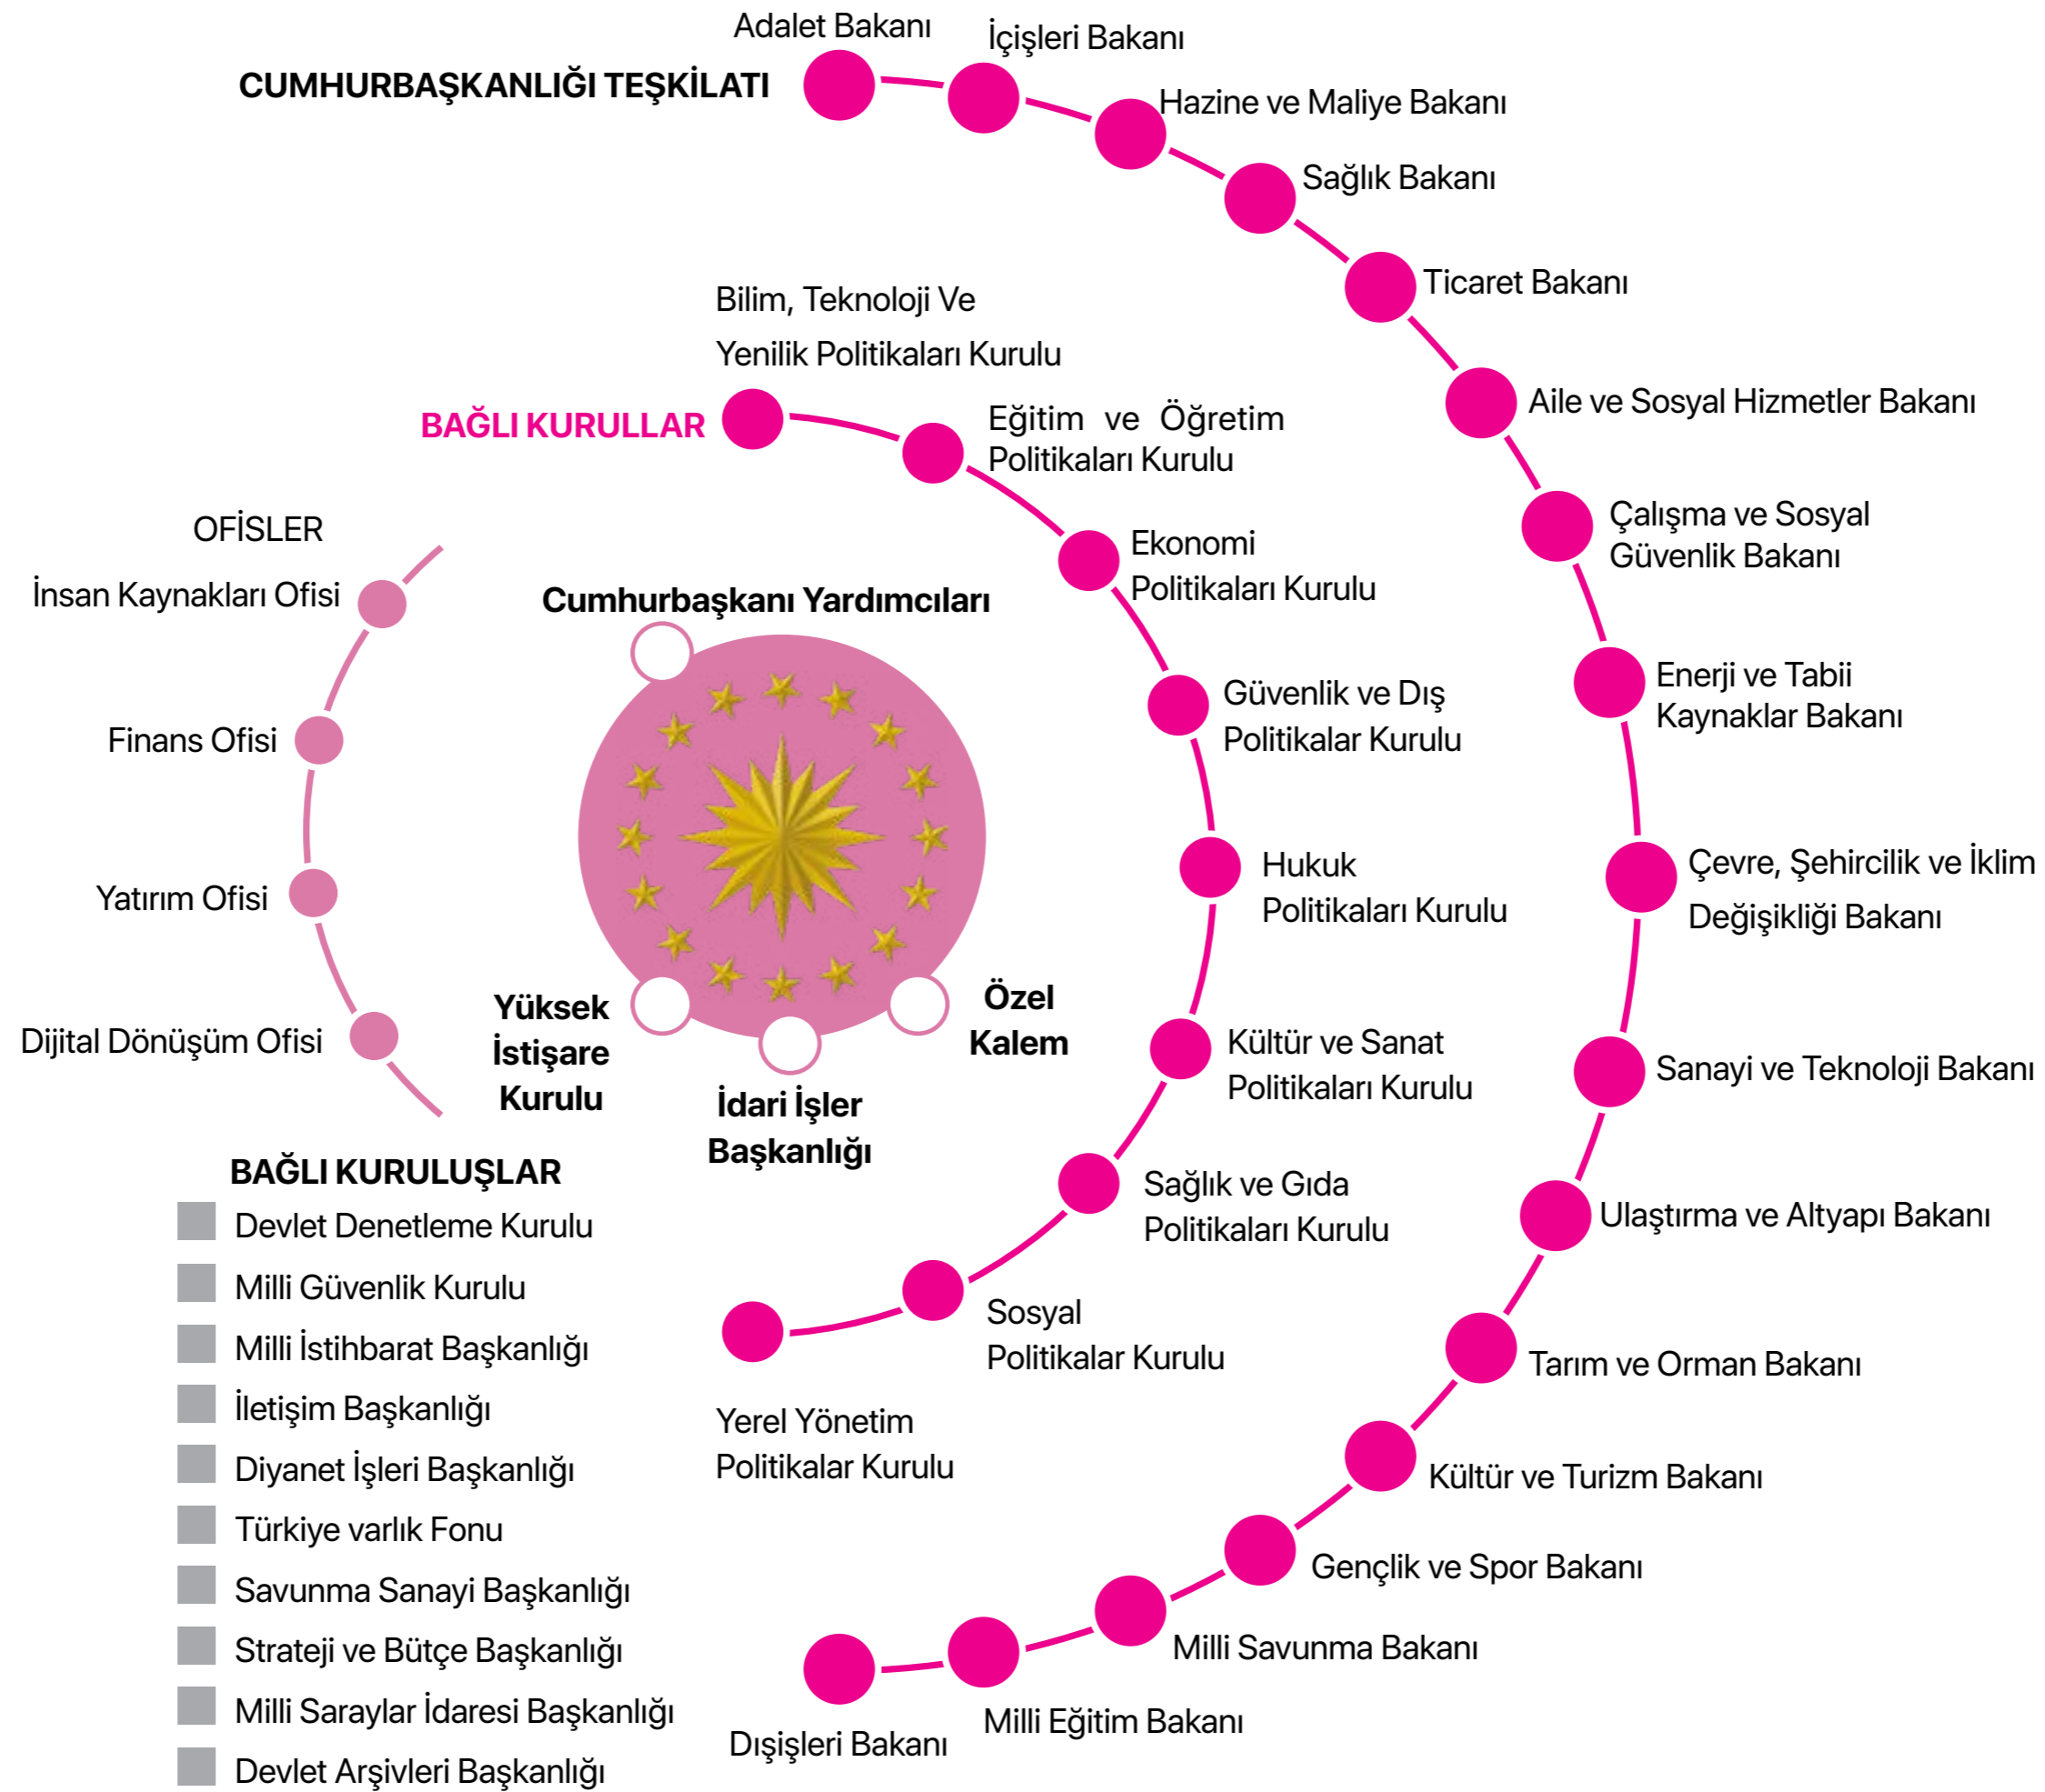 CUMHURBAŞKANLIĞI TEŞKİLATI
Adalet Bakanı
İçişleri Bakanı
Hazine ve Maliye Bakanı
Sağlık Bakanı
Ticaret Bakanı
Aile ve Sosyal Hizmetler Bakanı
Çalışma ve Sosyal
Güvenlik Bakanı
Enerji ve Tabii
Kaynaklar Bakanı
Çevre, Şehircilik ve İklim
Değişikliği Bakanı
Sanayi ve Teknoloji Bakanı
Ulaştırma ve Altyapı Bakanı
Tarım ve Orman Bakanı
Kültür ve Turizm Bakanı
Gençlik ve Spor Bakanı
Milli Savunma Bakanı
Milli Eğitim Bakanı
Dışişleri Bakanı
BAĞLI KURULLAR
Bilim, Teknoloji Ve
Yenilik Politikaları Kurulu
Eğitim ve Öğretim
Politikaları Kurulu
Ekonomi
Politikaları Kurulu
Güvenlik ve Dış
Politikalar Kurulu
Hukuk
Politikaları Kurulu
Kültür ve Sanat
Politikaları Kurulu
Sağlık ve Gıda
Politikaları Kurulu
Sosyal
Politikalar Kurulu
Yerel Yönetim
Politikalar Kurulu
OFİSLER
İnsan Kaynakları Ofisi
Finans Ofisi
Yatırım Ofisi
Dijital Dönüşüm Ofisi
Cumhurbaşkanı Yardımcıları
Yüksek
İstişare
Kurulu
İdari İşler
Başkanlığı
Özel
Kalem
BAĞLI KURULUŞLAR
Devlet Denetleme Kurulu
Milli Güvenlik Kurulu
Milli İstihbarat Başkanlığı
İletişim Başkanlığı
Diyanet İşleri Başkanlığı
Türkiye varlık Fonu
Savunma Sanayi Başkanlığı
Strateji ve Bütçe Başkanlığı
Milli Saraylar İdaresi Başkanlığı
Devlet Arşivleri Başkanlığı